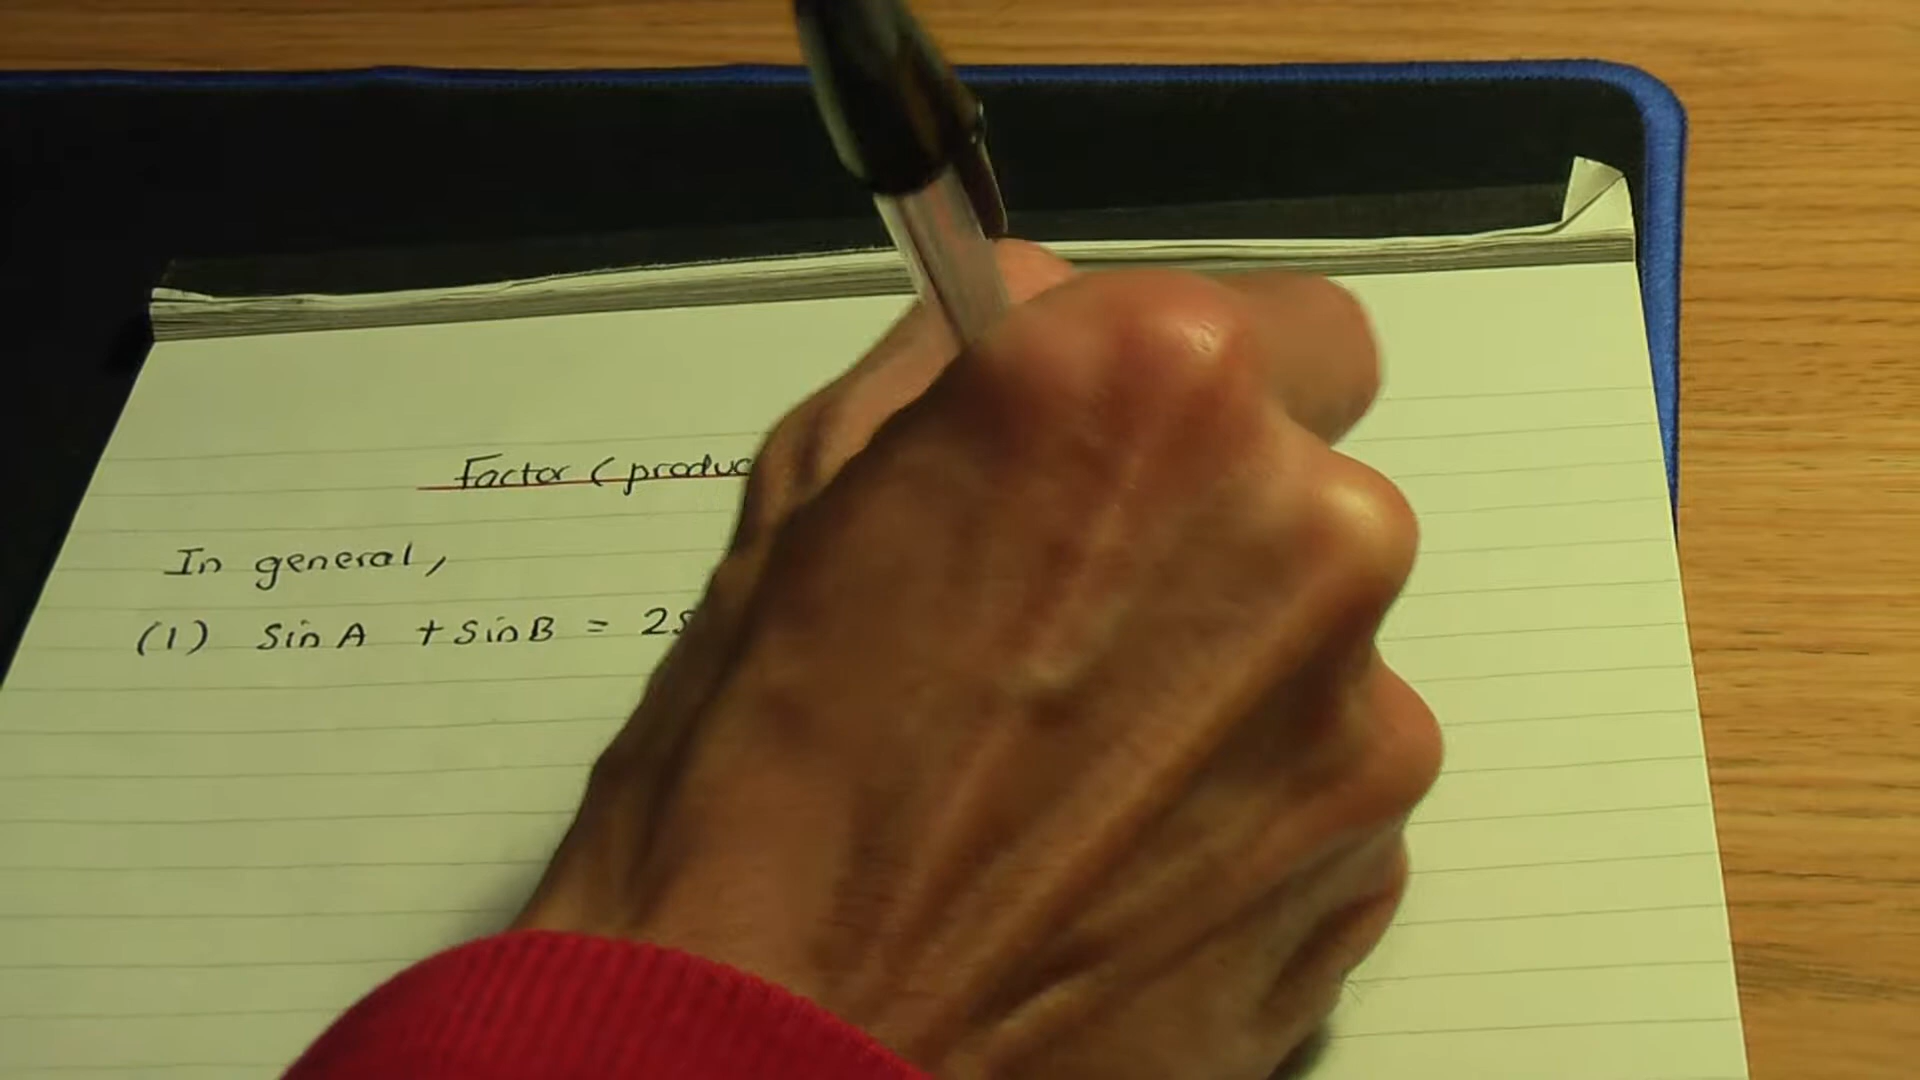 Factor (produc
In general,
(1) Sin A + Sin B = 2s